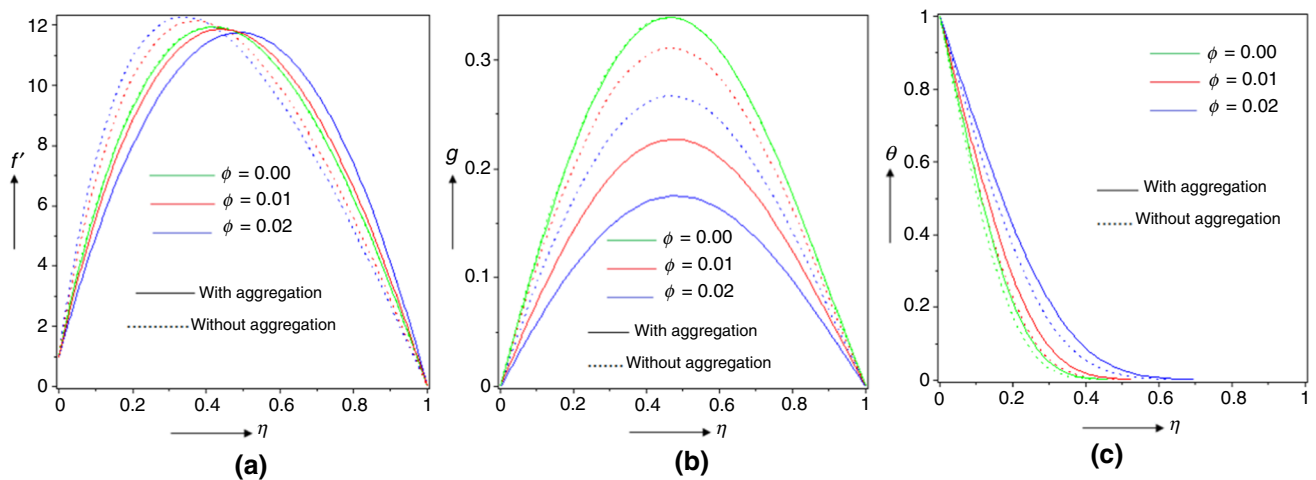 12
10
8
6
4
2
0
f′
φ = 0.00
φ = 0.01
φ = 0.02
With aggregation
Without aggregation
0 0.2 0.4 0.6 0.8 1
η
(a)
0.3
0.2
0.1
0
g
φ = 0.00
φ = 0.01
φ = 0.02
With aggregation
Without aggregation
0 0.2 0.4 0.6 0.8 1
η
(b)
1
0.8
0.6
0.4
0.2
0
θ
φ = 0.00
φ = 0.01
φ = 0.02
With aggregation
Without aggregation
0 0.2 0.4 0.6 0.8 1
η
(c)